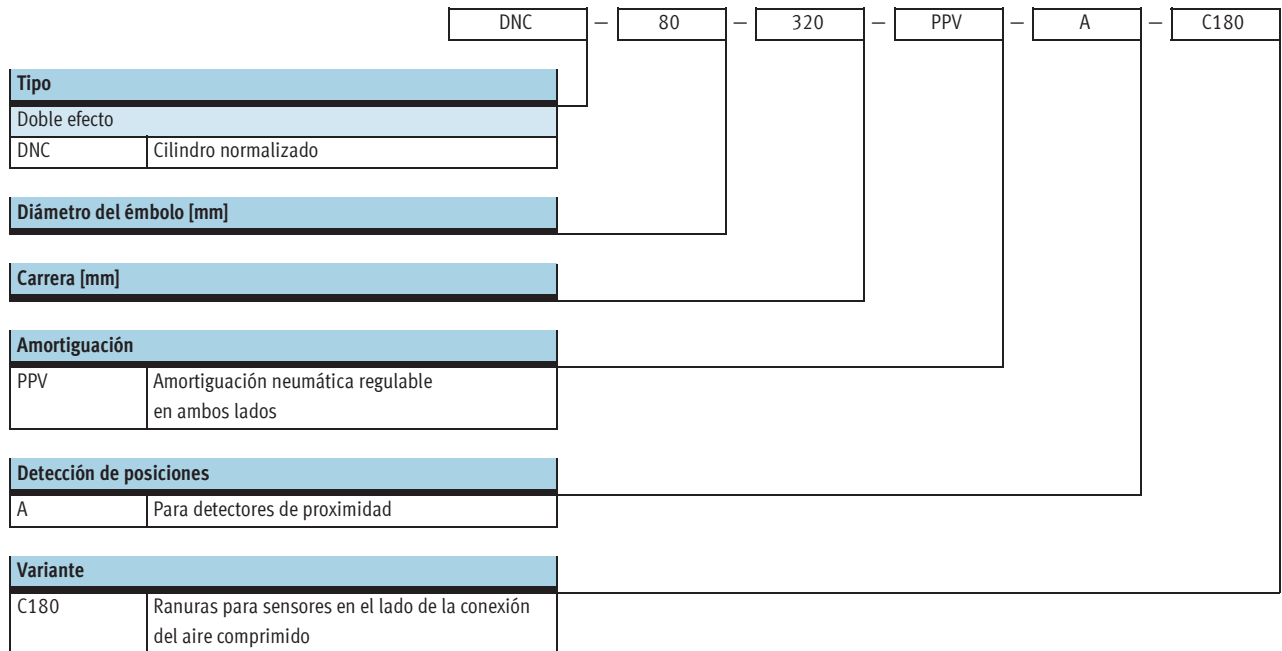 DNC – 80 – 320 – PPV – A – C180
Tipo
Doble efecto
DNC Cilindro normalizado
Diámetro del émbolo [mm]
Carrera [mm]
Amortiguación
PPV Amortiguación neumática regulable
en ambos lados
Detección de posiciones
A Para detectores de proximidad
Variante
C180 Ranuras para sensores en el lado de la conexión
del aire comprimido